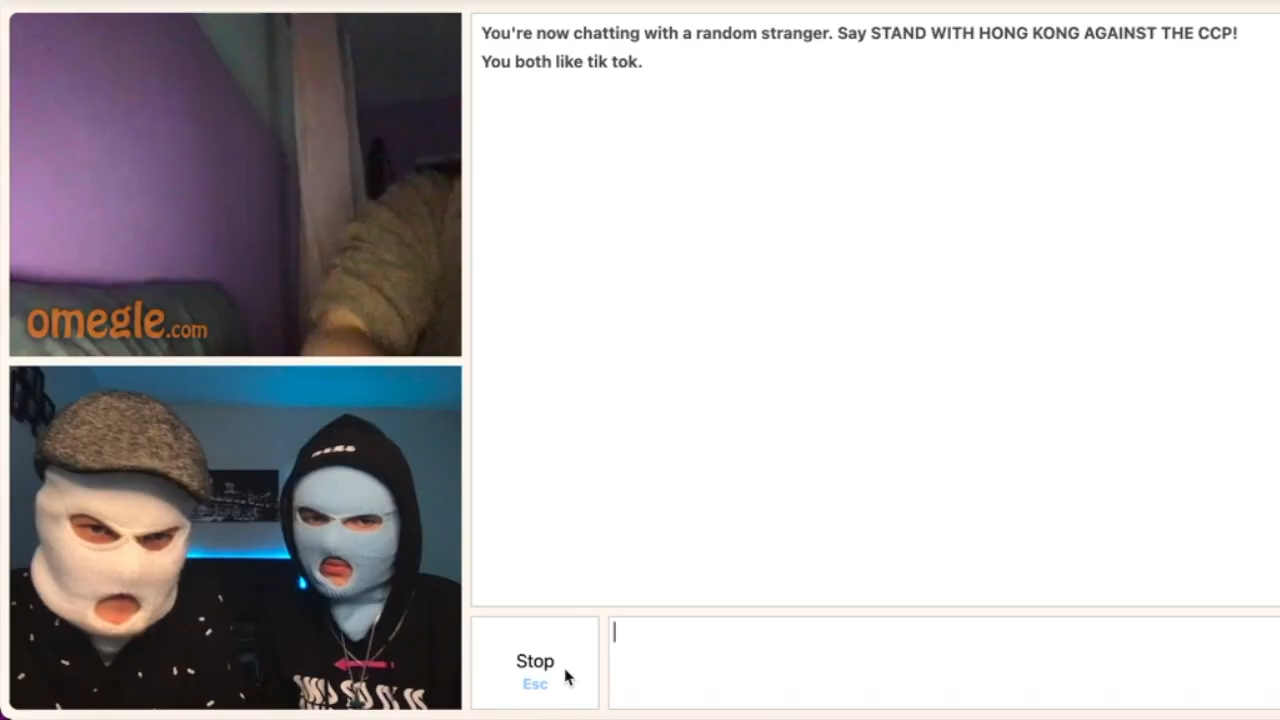 You're now chatting with a random stranger. Say STAND WITH HONG KONG AGAINST THE CCP!
You both like tik tok.
omegle.com
Stop
Esc